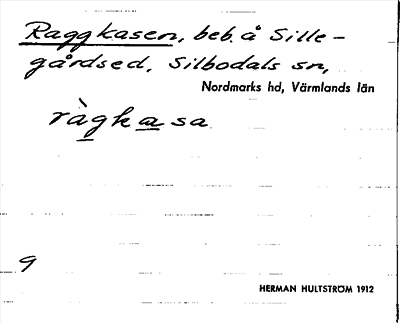 Raggkasen, beb. å Sille-
gårdsed, Silbodals sn,
Nordmarks hd, Värmlands län
ràgkasa
9
HERMAN HULTSTRÖM 1912